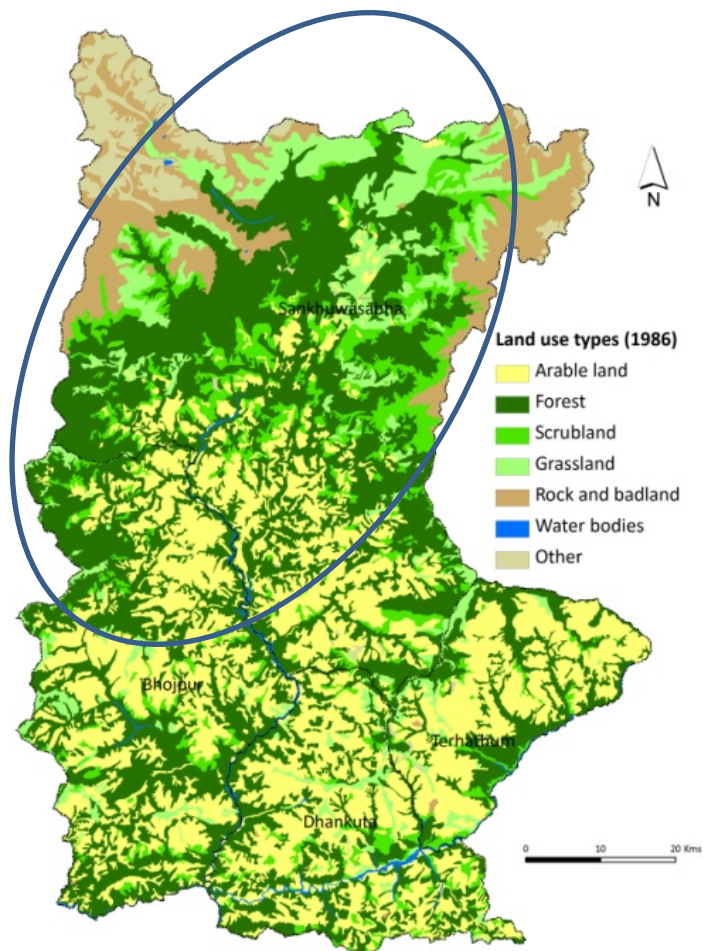 N
Sankhuwasabha
Land use types (1986)
Arable land
Forest
Scrubland
Grassland
Rock and badland
Water bodies
Other
Bhojpur
Terhathum
Dhankuta
0 10 20 Kms